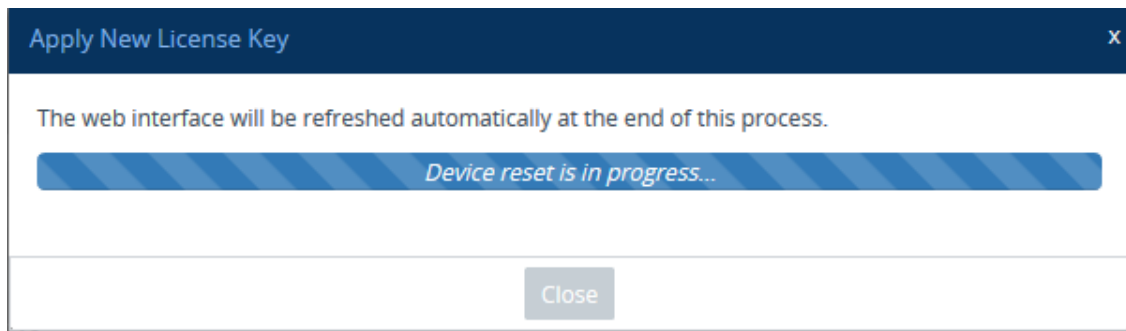 Apply New License Key
x
The web interface will be refreshed automatically at the end of this process.
Device reset is in progress...
Close